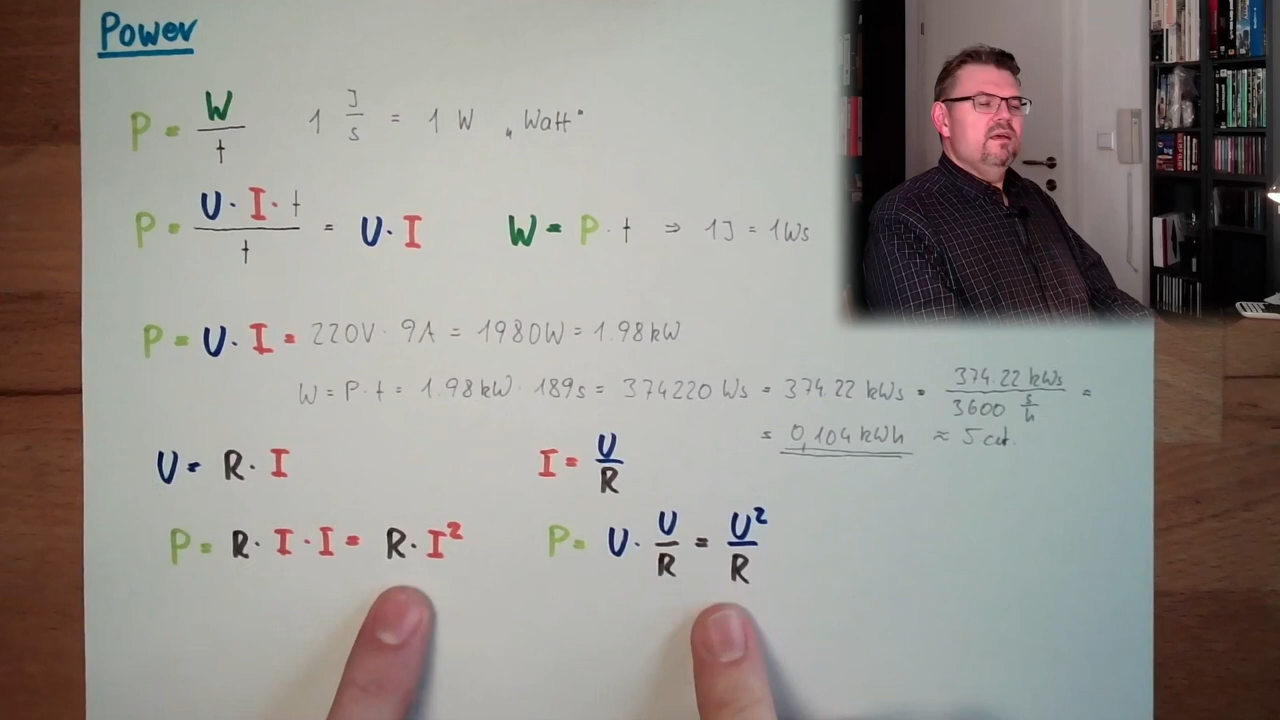 Power
P = W/t    1 J/s = 1 W „Watt"
P = U · I · t / t = U · I    W = P · t ⇒ 1J = 1Ws
P = U · I = 220V · 9A = 1980W = 1.98kW
W = P · t = 1.98kW · 189s = 374220 Ws = 374.22 kWs = 374.22 kWs / 3600 s/h =
= 0,104 kWh ≈ 5 cet.
U = R · I    I = U/R
P = R · I · I = R · I²    P = U · U/R = U²/R